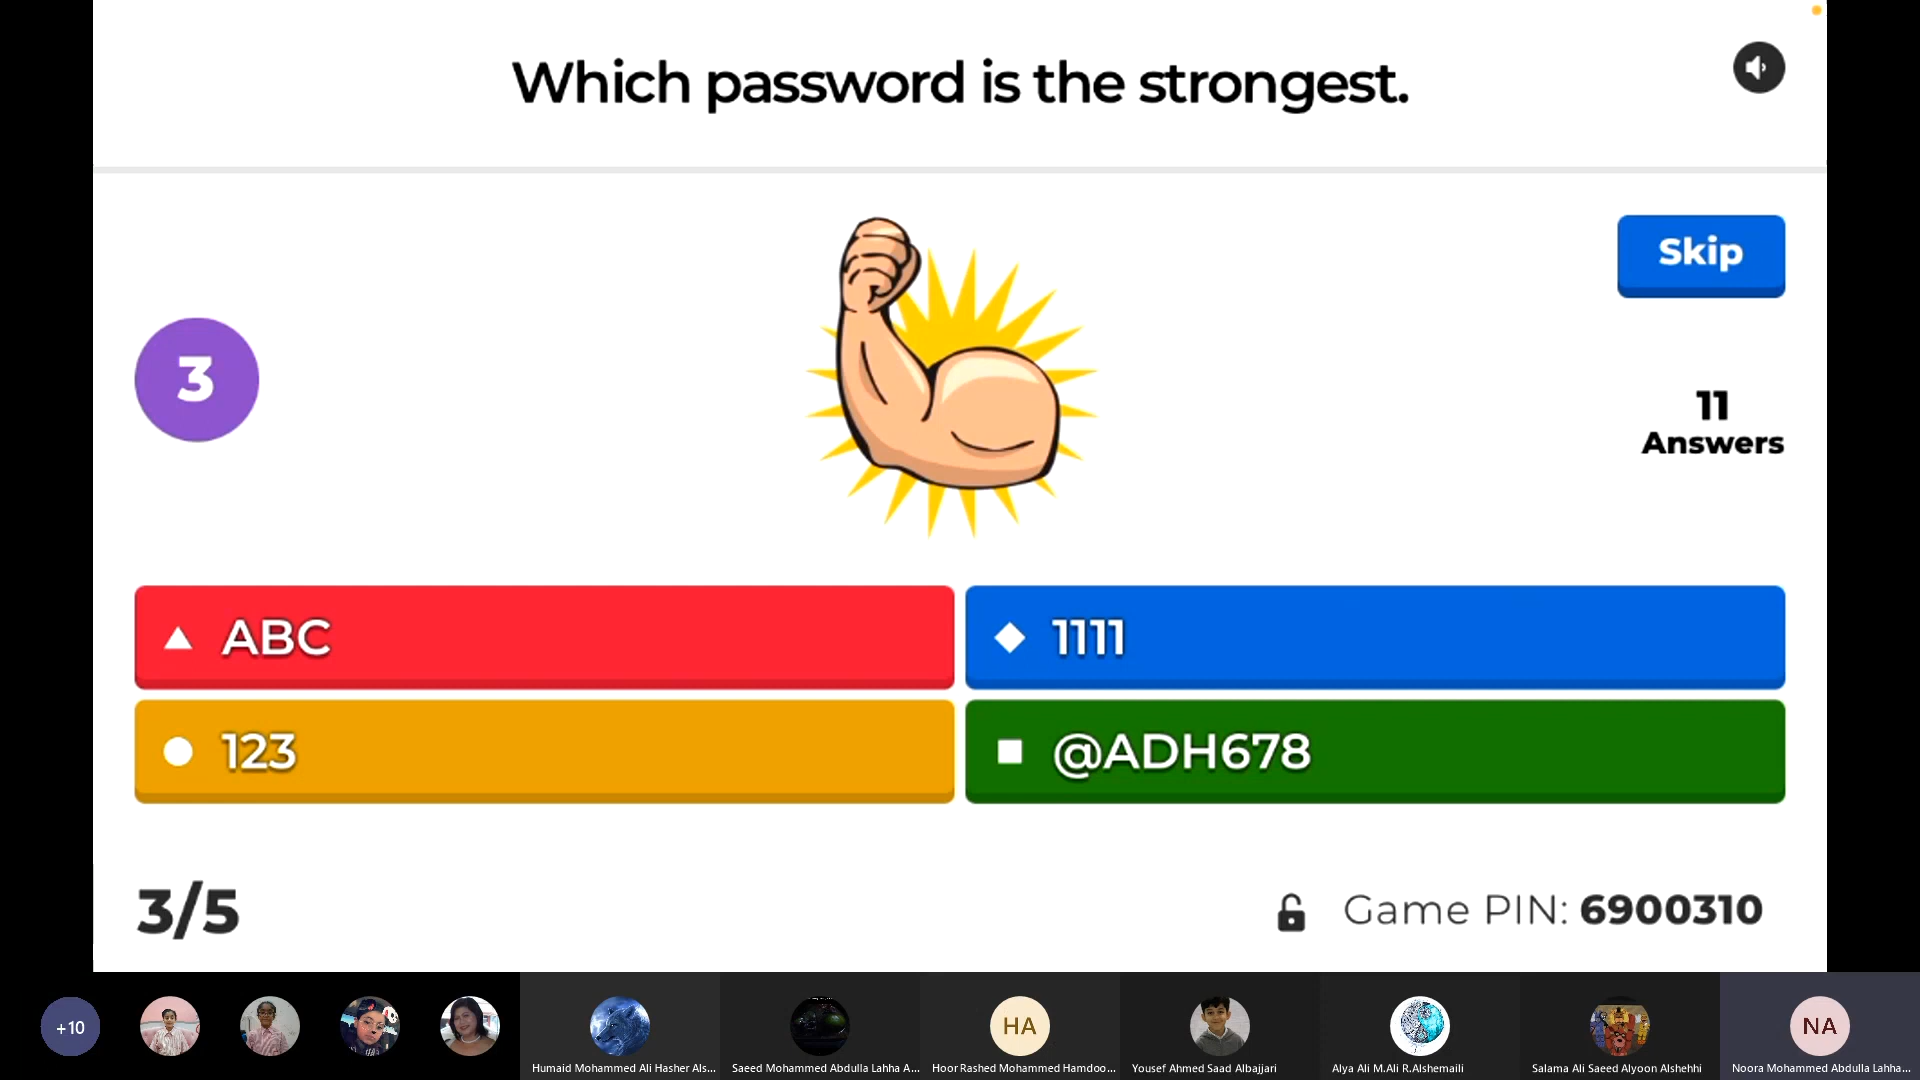 Which password is the strongest.
Skip
3
11
Answers
ABC
1111
123
@ADH678
3/5
Game PIN: 6900310
+10
HA
NA
Humaid Mohammed Ali Hasher Als...
Saeed Mohammed Abdulla Lahha A...
Hoor Rashed Mohammed Hamdoo...
Yousef Ahmed Saad Albajjari
Alya Ali M.Ali R.Alshemaili
Salama Ali Saeed Alyoon Alshehhi
Noora Mohammed Abdulla Lahha...